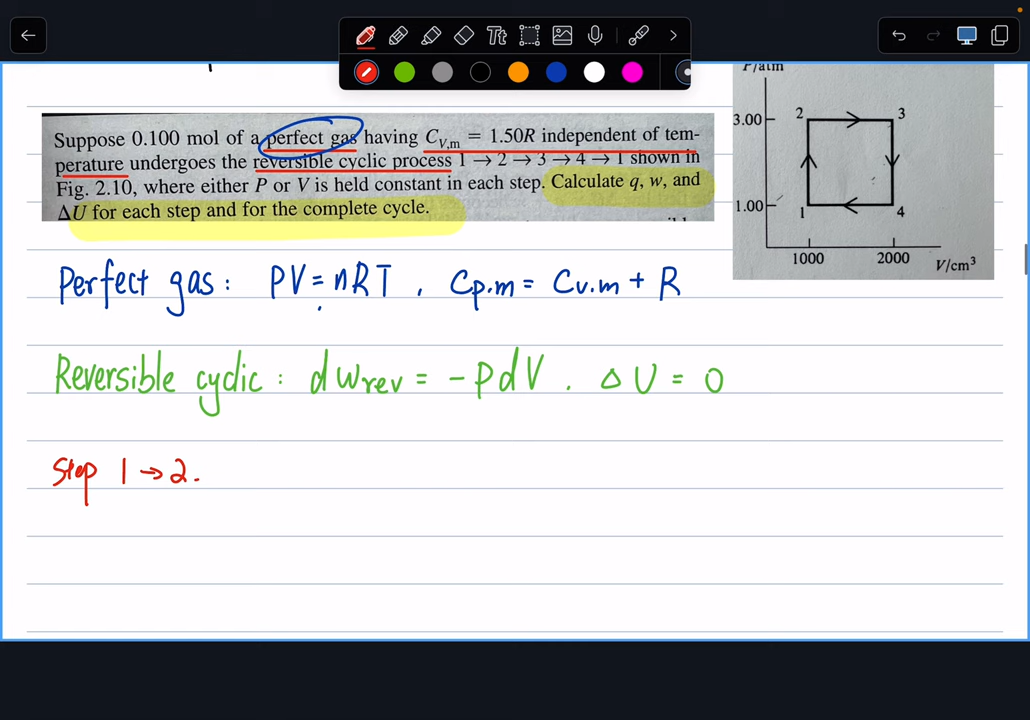 Tt
Suppose 0.100 mol of a perfect gas having C_V,m = 1.50R independent of tem-
perature undergoes the reversible cyclic process 1 → 2 → 3 → 4 → 1 shown in
Fig. 2.10, where either P or V is held constant in each step. Calculate q, w, and
ΔU for each step and for the complete cycle.
P/atm
3.00
2
3
1.00
1
4
1000
2000
V/cm³
Perfect gas: PV = nRT , Cp.m = Cv.m + R
Reversible cyclic: dwrev = -PdV . ΔU = 0
Step 1 → 2.